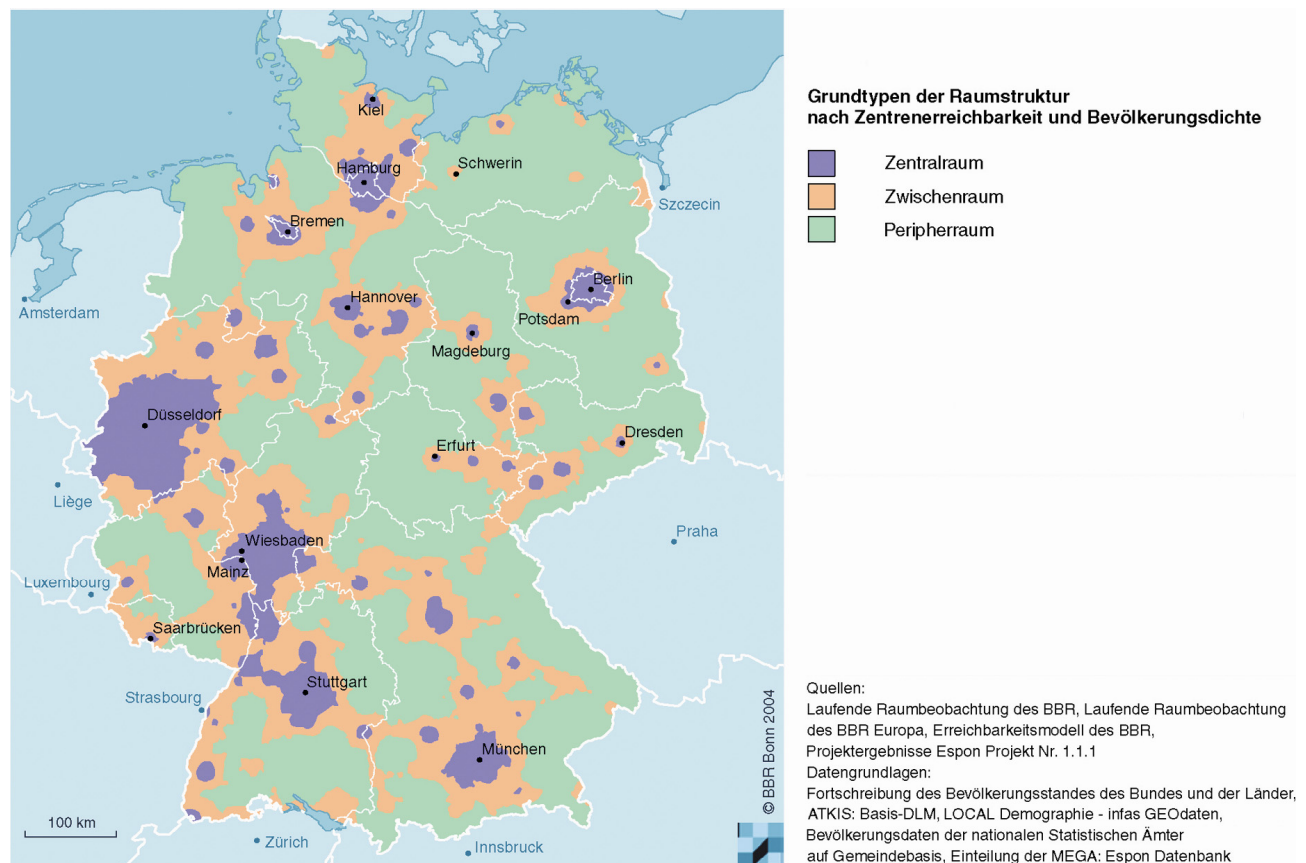 Kiel
Hamburg
Schwerin
Szczecin
Bremen
Amsterdam
Hannover
Berlin
Potsdam
Magdeburg
Düsseldorf
Dresden
Erfurt
Liège
Praha
Wiesbaden
Mainz
Luxembourg
Saarbrücken
Strasbourg
Stuttgart
München
100 km
Zürich
Innsbruck
© BBR Bonn 2004
Grundtypen der Raumstruktur
nach Zentrenerreichbarkeit und Bevölkerungsdichte
Zentralraum
Zwischenraum
Peripherraum
Quellen:
Laufende Raumbeobachtung des BBR, Laufende Raumbeobachtung
des BBR Europa, Erreichbarkeitsmodell des BBR,
Projektergebnisse Espon Projekt Nr. 1.1.1
Datengrundlagen:
Fortschreibung des Bevölkerungsstandes des Bundes und der Länder,
ATKIS: Basis-DLM, LOCAL Demographie - infas GEOdaten,
Bevölkerungsdaten der nationalen Statistischen Ämter
auf Gemeindebasis, Einteilung der MEGA: Espon Datenbank